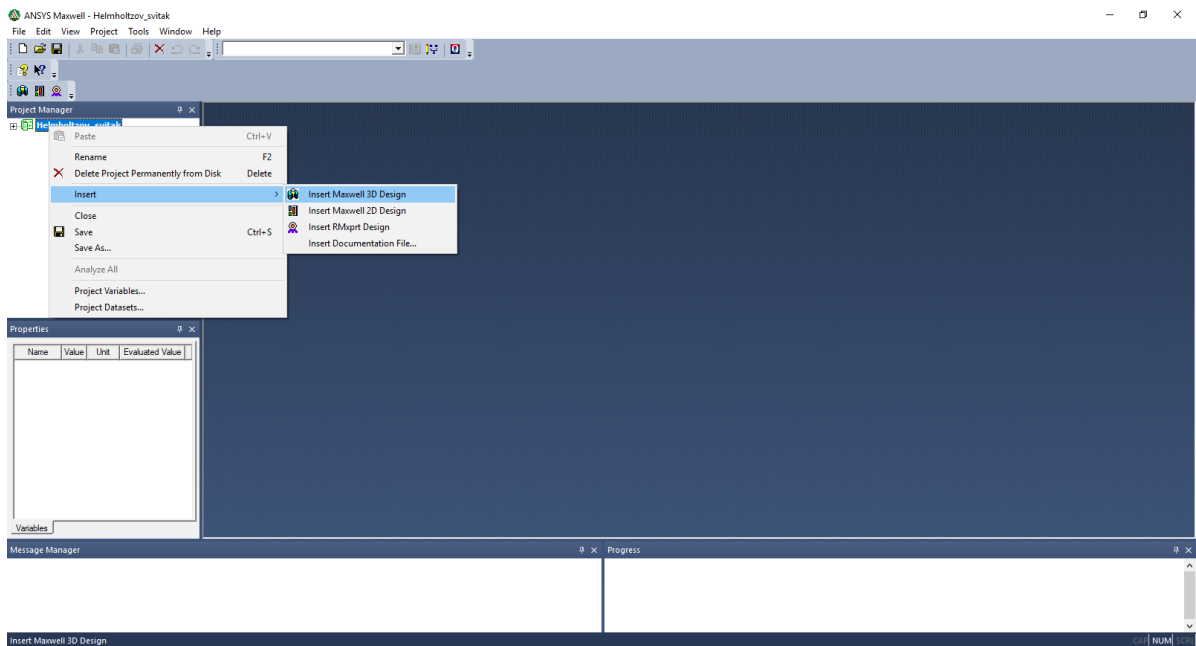 ANSYS Maxwell - Helmholtzov_svitak
File Edit View Project Tools Window Help
Project Manager
Helmholtzov_svitak
Paste Ctrl+V
Rename F2
Delete Project Permanently from Disk Delete
Insert
Insert Maxwell 3D Design
Insert Maxwell 2D Design
Insert RMxprt Design
Insert Documentation File...
Close
Save Ctrl+S
Save As...
Analyze All
Project Variables...
Project Datasets...
Properties
Name Value Unit Evaluated Value
Variables
Message Manager
Progress
Insert Maxwell 3D Design
CAP NUM SCRL